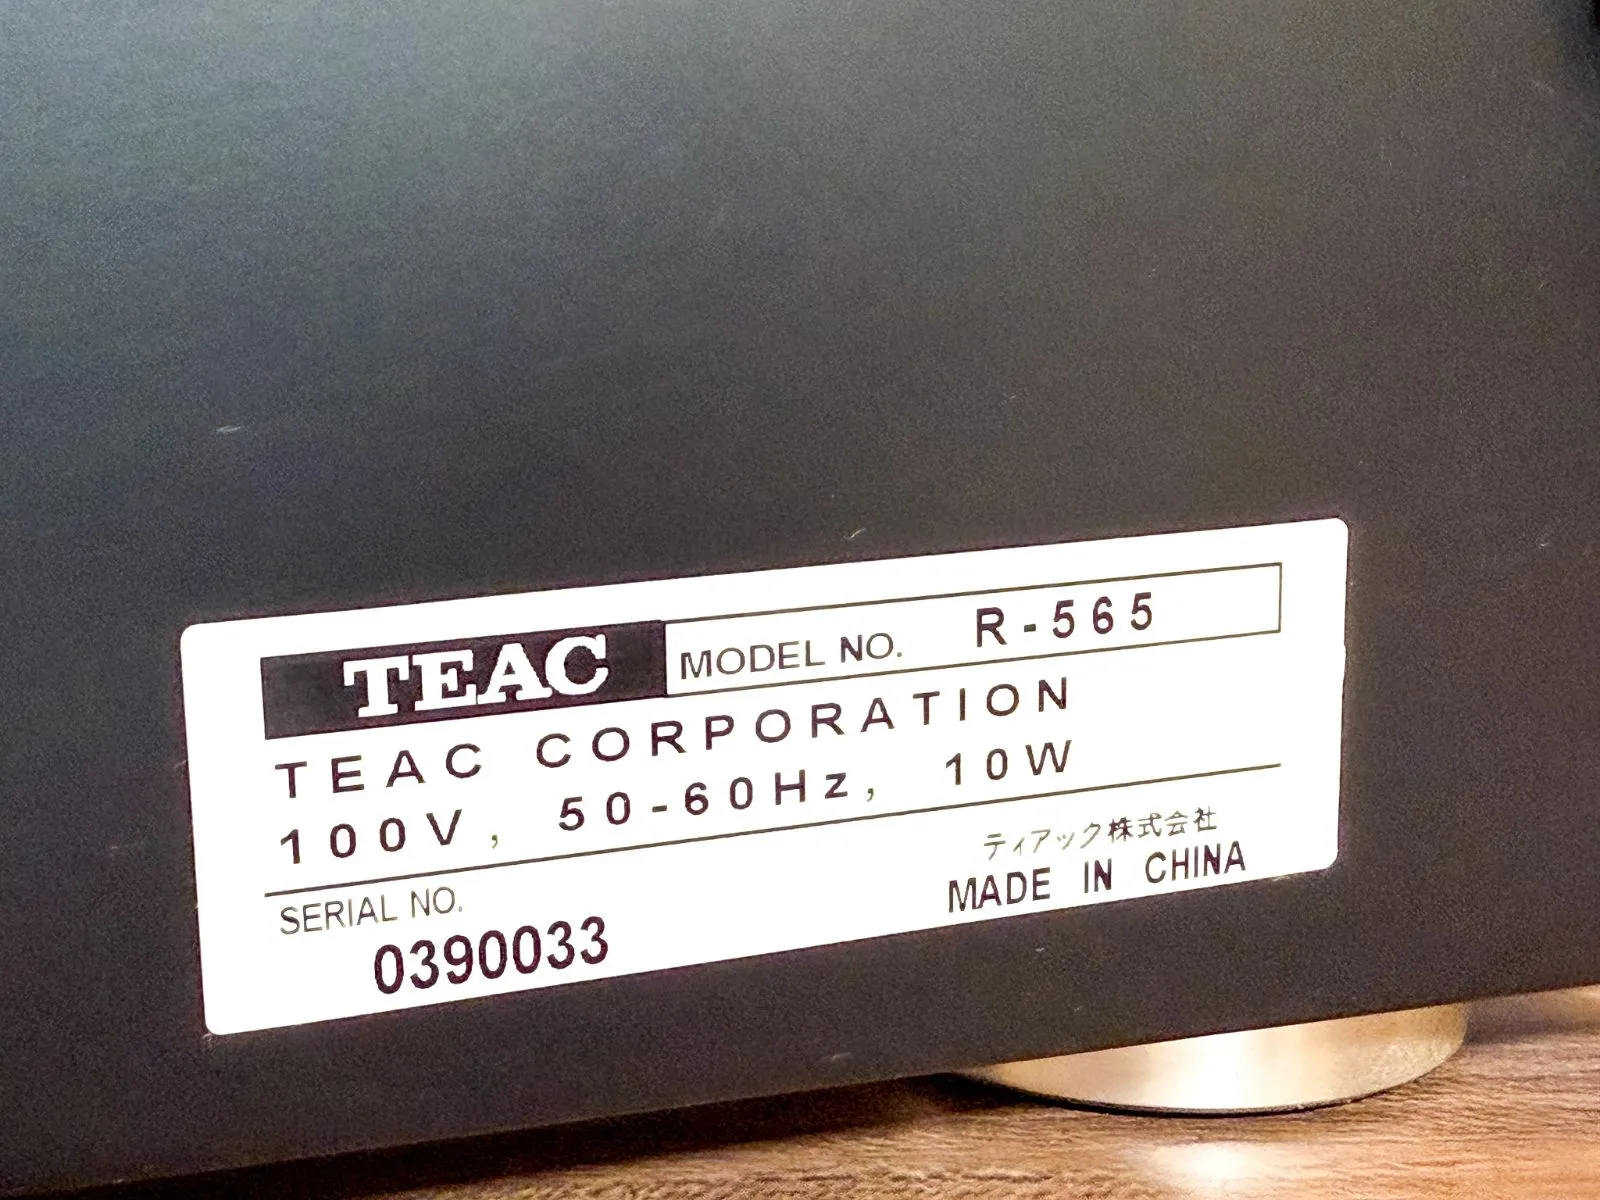 TEAC MODEL NO. R-565
TEAC CORPORATION
100V, 50-60Hz, 10W
SERIAL NO.
0390033
ティアック株式会社
MADE IN CHINA